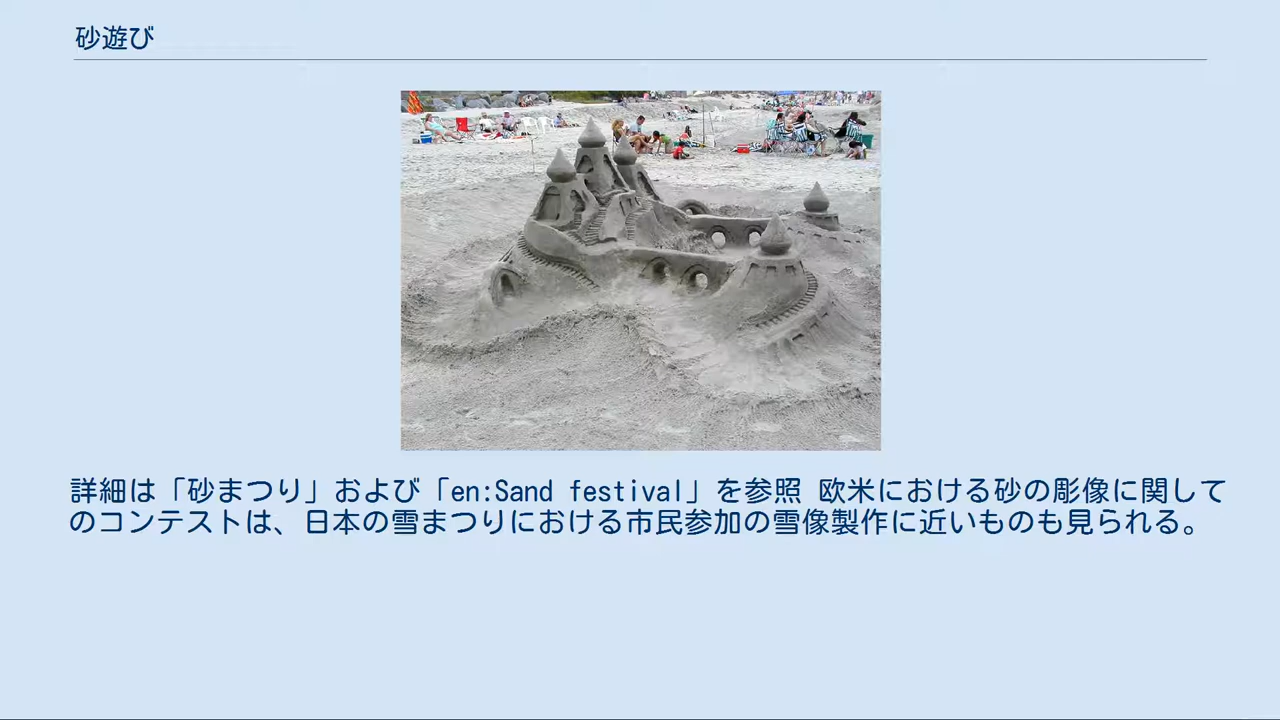 砂遊び
詳細は「砂まつり」および「en:Sand festival」を参照 欧米における砂の彫像に関して
のコンテストは、日本の雪まつりにおける市民参加の雪像製作に近いものも見られる。